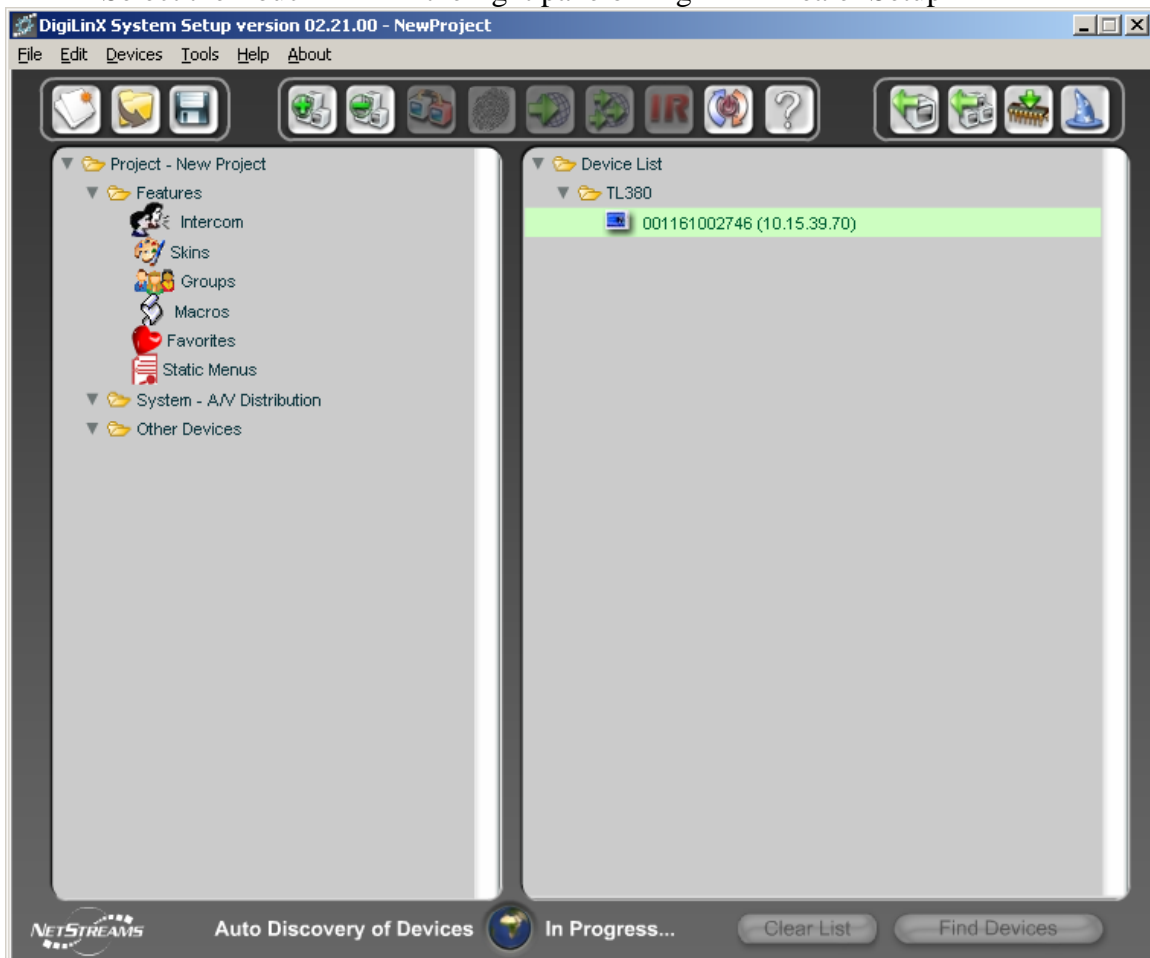 DigiLinX System Setup version 02.21.00 - NewProject
File Edit Devices Tools Help About
IR
?
Project - New Project
Features
Intercom
Skins
Groups
Macros
Favorites
Static Menus
System - A/V Distribution
Other Devices
Device List
TL380
001161002746 (10.15.39.70)
NETSTREAMS
Auto Discovery of Devices In Progress...
Clear List
Find Devices